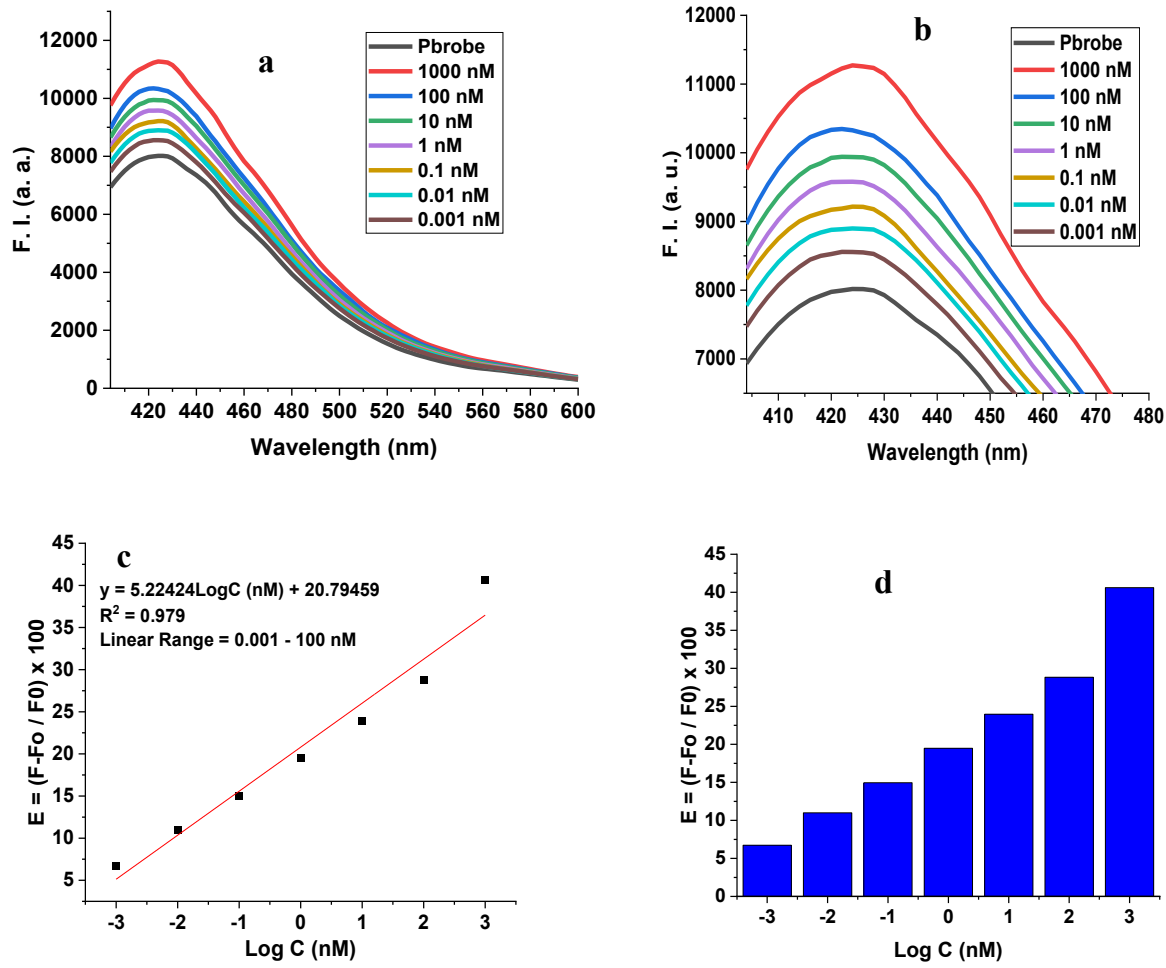 a
12000
10000
8000
6000
4000
2000
0
F. I. (a. a.)
420 440 460 480 500 520 540 560 580 600
Wavelength (nm)
Pbrobe
1000 nM
100 nM
10 nM
1 nM
0.1 nM
0.01 nM
0.001 nM
b
12000
11000
10000
9000
8000
7000
F. I. (a. u.)
410 420 430 440 450 460 470 480
Wavelength (nm)
Pbrobe
1000 nM
100 nM
10 nM
1 nM
0.1 nM
0.01 nM
0.001 nM
c
y = 5.22424LogC (nM) + 20.79459
R² = 0.979
Linear Range = 0.001 - 100 nM
45
40
35
30
25
20
15
10
5
E = (F-Fo / F0) x 100
-3 -2 -1 0 1 2 3
Log C (nM)
d
45
40
35
30
25
20
15
10
5
0
E = (F-Fo / F0) x 100
-3 -2 -1 0 1 2 3
Log C (nM)